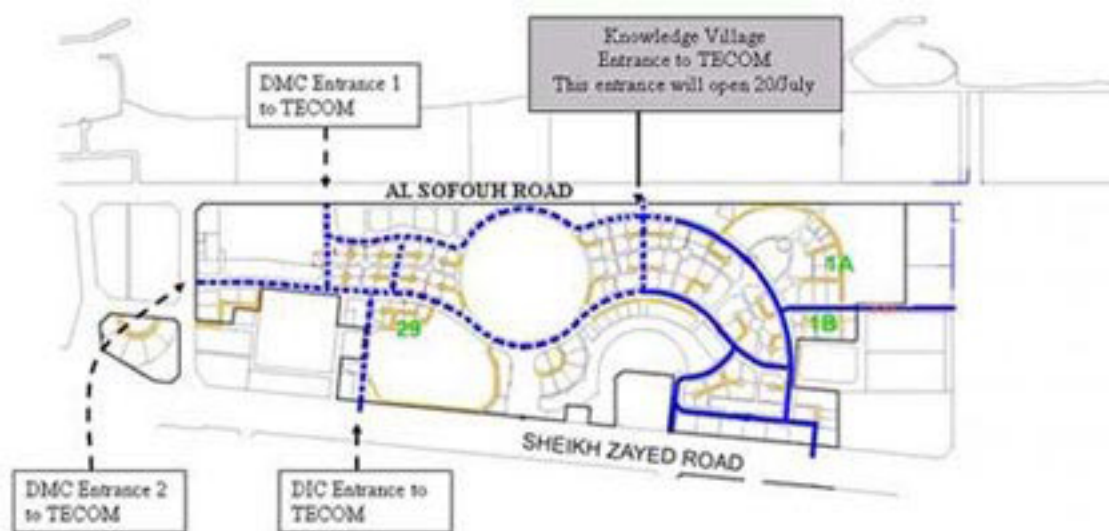 Knowledge Village
Entrance to TECOM
This entrance will open 20/July
DMC Entrance 1
to TECOM
AL SOFOUH ROAD
1A
1B
29
SHEIKH ZAYED ROAD
DMC Entrance 2
to TECOM
DIC Entrance to
TECOM